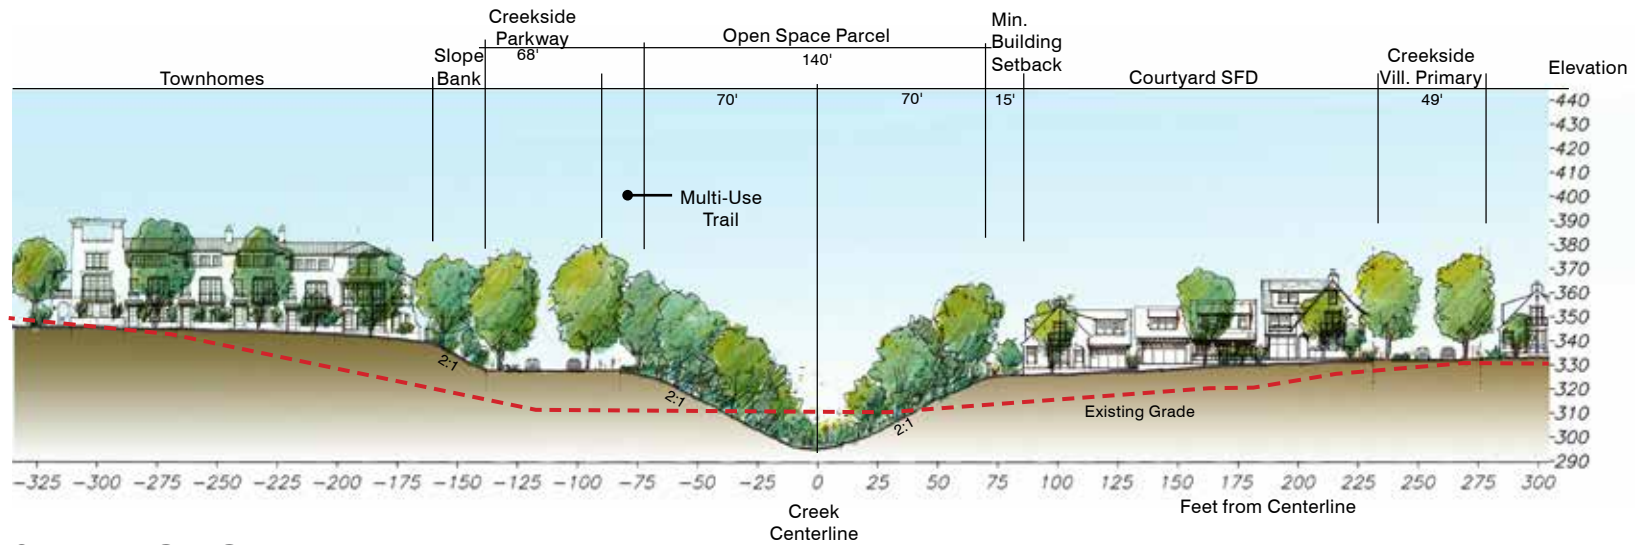 Creekside
Parkway
68'
Open Space Parcel
140'
Min.
Building
Setback
Slope
Bank
Townhomes
Courtyard SFD
Creekside
Vill. Primary
Elevation
70'
70'
15'
49'
440
430
420
410
400
390
380
370
360
350
340
330
320
310
300
290
Multi-Use
Trail
2:1
2:1
2:1
Existing Grade
-325 -300 -275 -250 -225 -200 -175 -150 -125 -100 -75 -50 -25 0 25 50 75 100 125 150 175 200 225 250 275 300
Feet from Centerline
Creek
Centerline